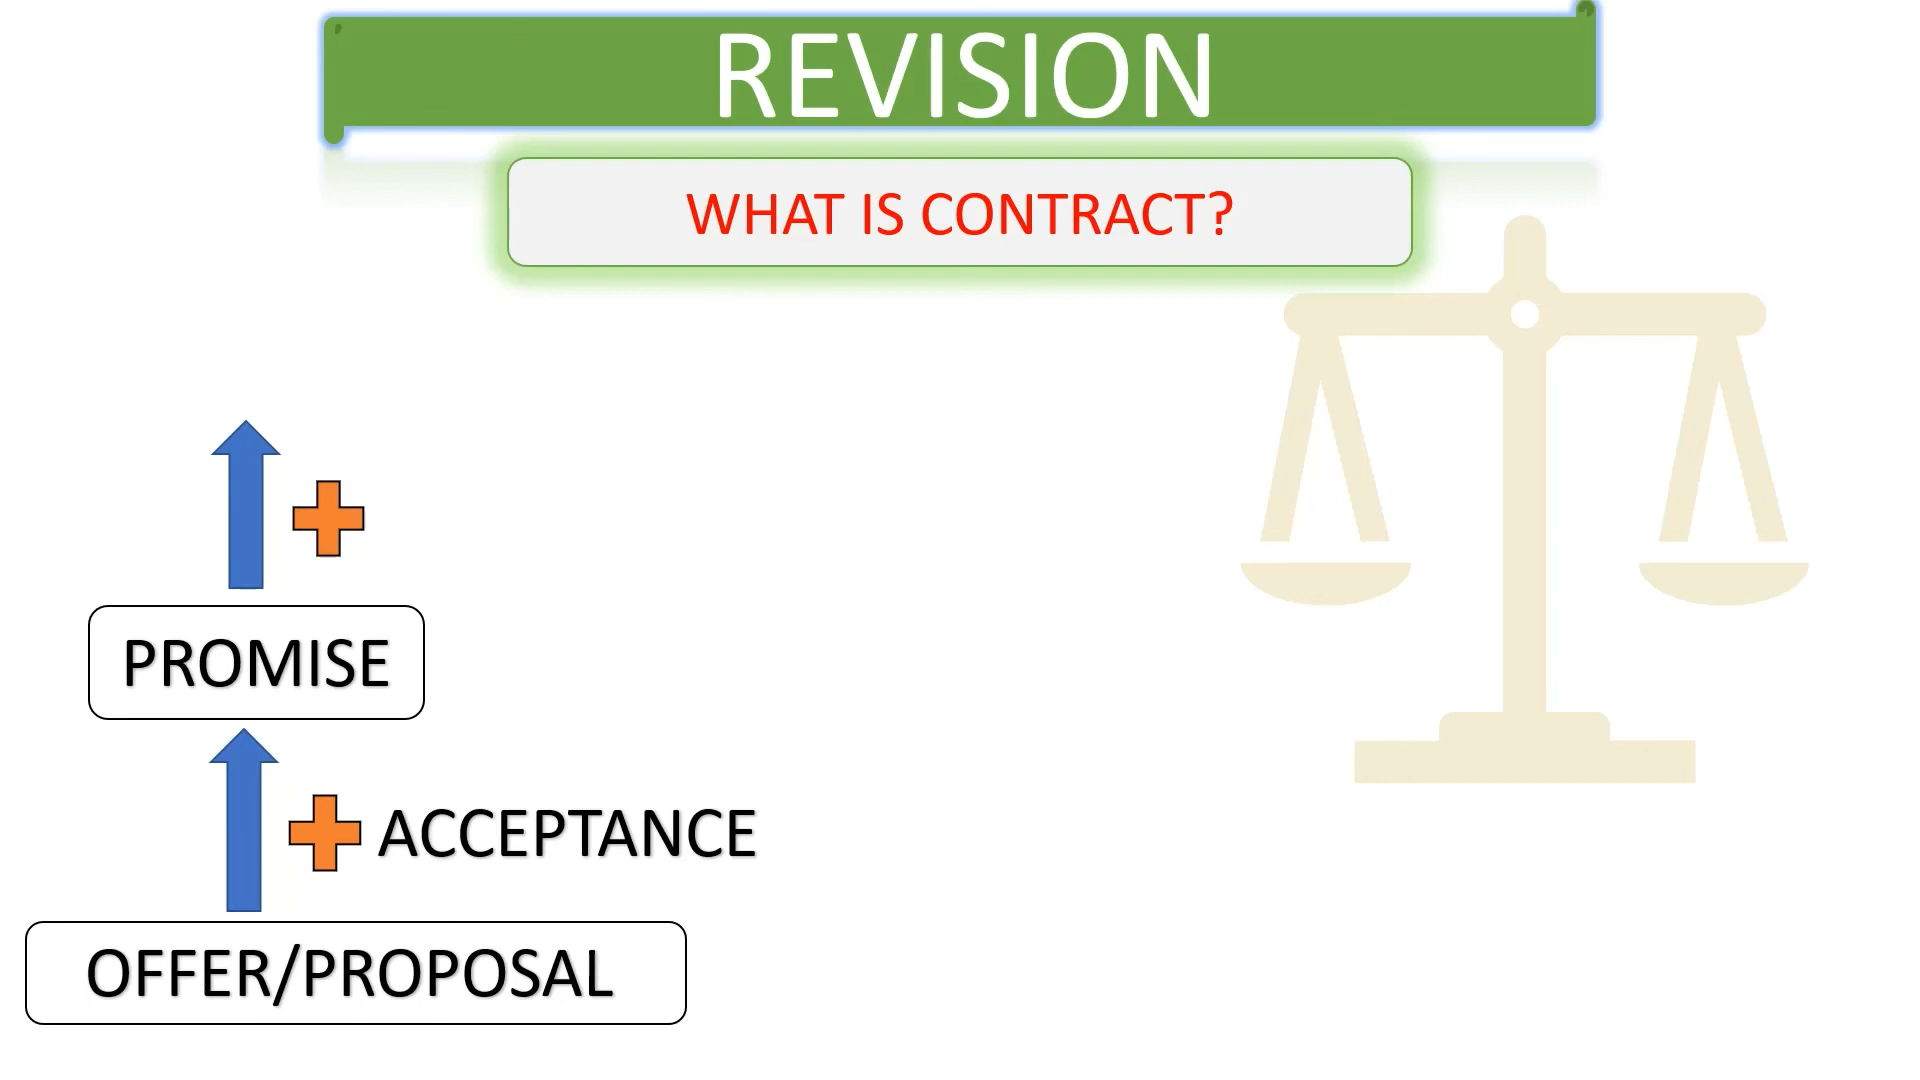 REVISION
WHAT IS CONTRACT?
PROMISE
ACCEPTANCE
OFFER/PROPOSAL